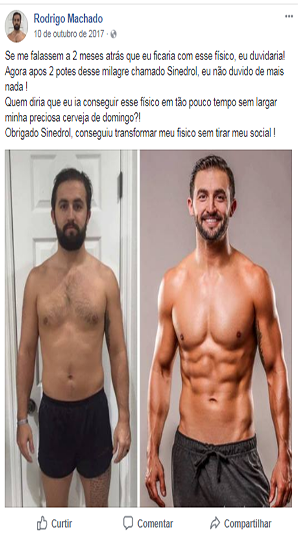 Rodrigo Machado
10 de outubro de 2017 ·
Se me falassem a 2 meses atrás que eu ficaria com esse físico, eu duvidaria!
Agora apos 2 potes desse milagre chamado Sinedrol, eu não duvido de mais
nada !
Quem diria que eu ia conseguir esse físico em tão pouco tempo sem largar
minha preciosa cerveja de domingo?!
Obrigado Sinedrol, conseguiu transformar meu fisico sem tirar meu social !
Curtir
Comentar
Compartilhar